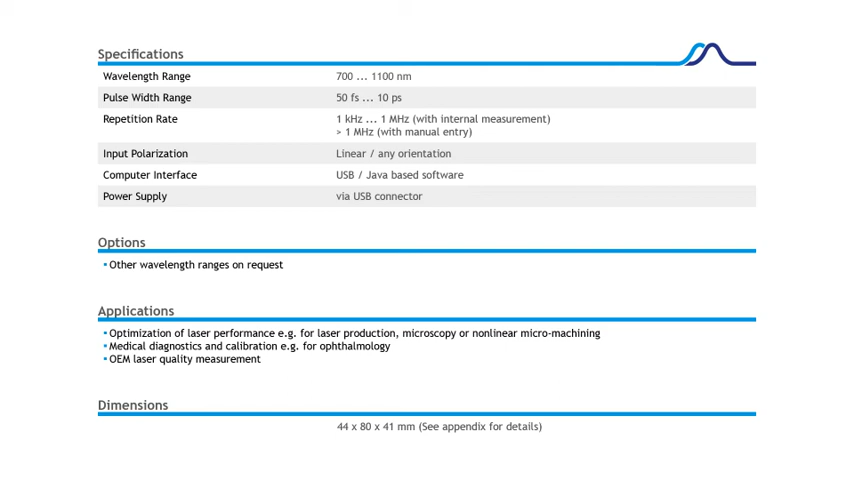 Specifications
Wavelength Range 700 ... 1100 nm
Pulse Width Range 50 fs ... 10 ps
Repetition Rate 1 kHz ... 1 MHz (with internal measurement)
> 1 MHz (with manual entry)
Input Polarization Linear / any orientation
Computer Interface USB / Java based software
Power Supply via USB connector
Options
▪ Other wavelength ranges on request
Applications
▪ Optimization of laser performance e.g. for laser production, microscopy or nonlinear micro-machining
▪ Medical diagnostics and calibration e.g. for ophthalmology
▪ OEM laser quality measurement
Dimensions
44 x 80 x 41 mm (See appendix for details)